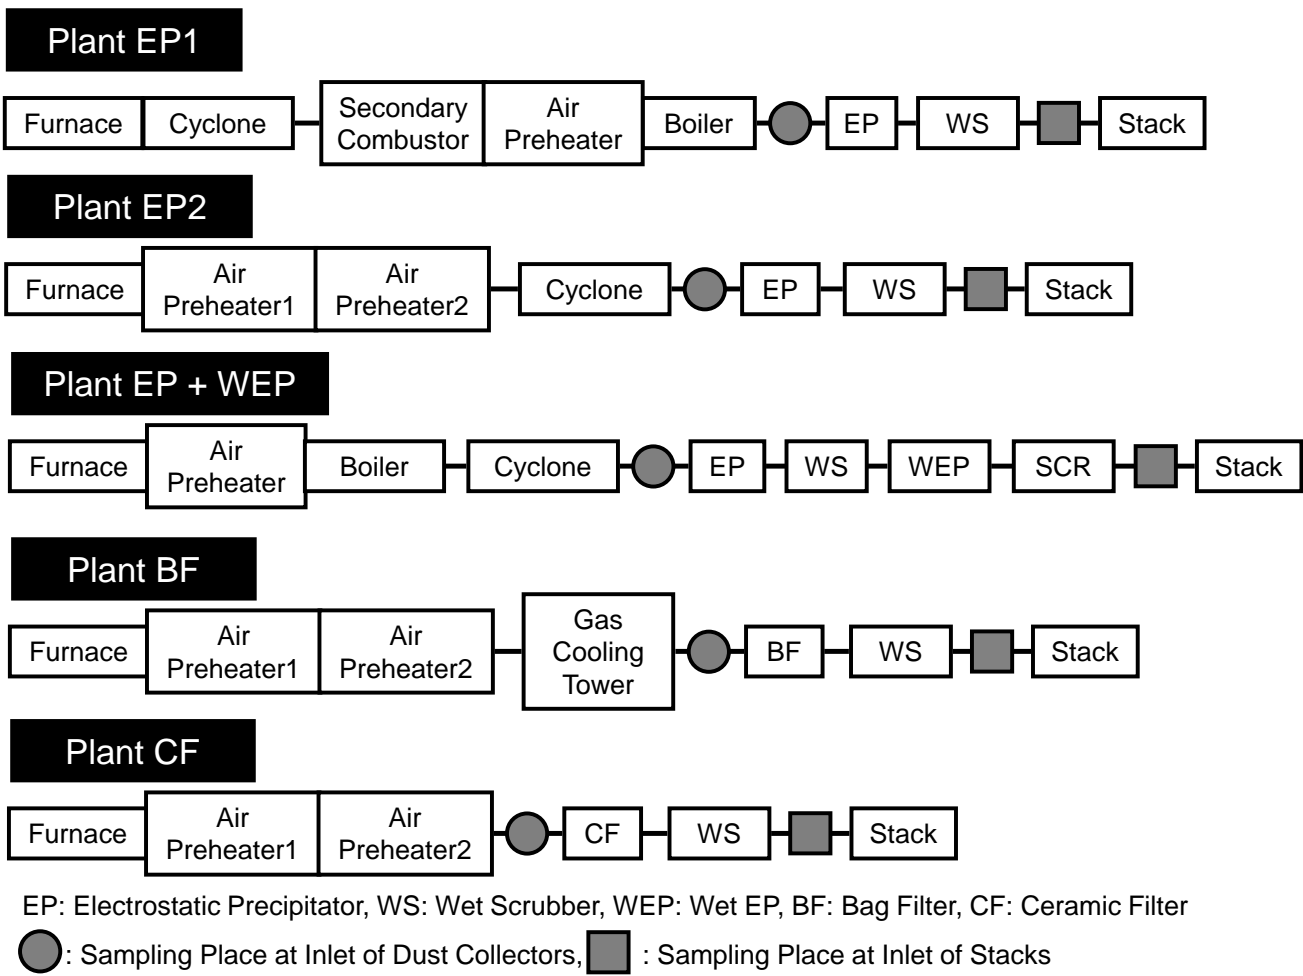 Plant EP1
Furnace
Cyclone
Secondary
Combustor
Air
Preheater
Boiler
EP
WS
Stack
Plant EP2
Furnace
Air
Preheater1
Air
Preheater2
Cyclone
EP
WS
Stack
Plant EP + WEP
Furnace
Air
Preheater
Boiler
Cyclone
EP
WS
WEP
SCR
Stack
Plant BF
Furnace
Air
Preheater1
Air
Preheater2
Gas
Cooling
Tower
BF
WS
Stack
Plant CF
Furnace
Air
Preheater1
Air
Preheater2
CF
WS
Stack
EP: Electrostatic Precipitator, WS: Wet Scrubber, WEP: Wet EP, BF: Bag Filter, CF: Ceramic Filter
: Sampling Place at Inlet of Dust Collectors, : Sampling Place at Inlet of Stacks